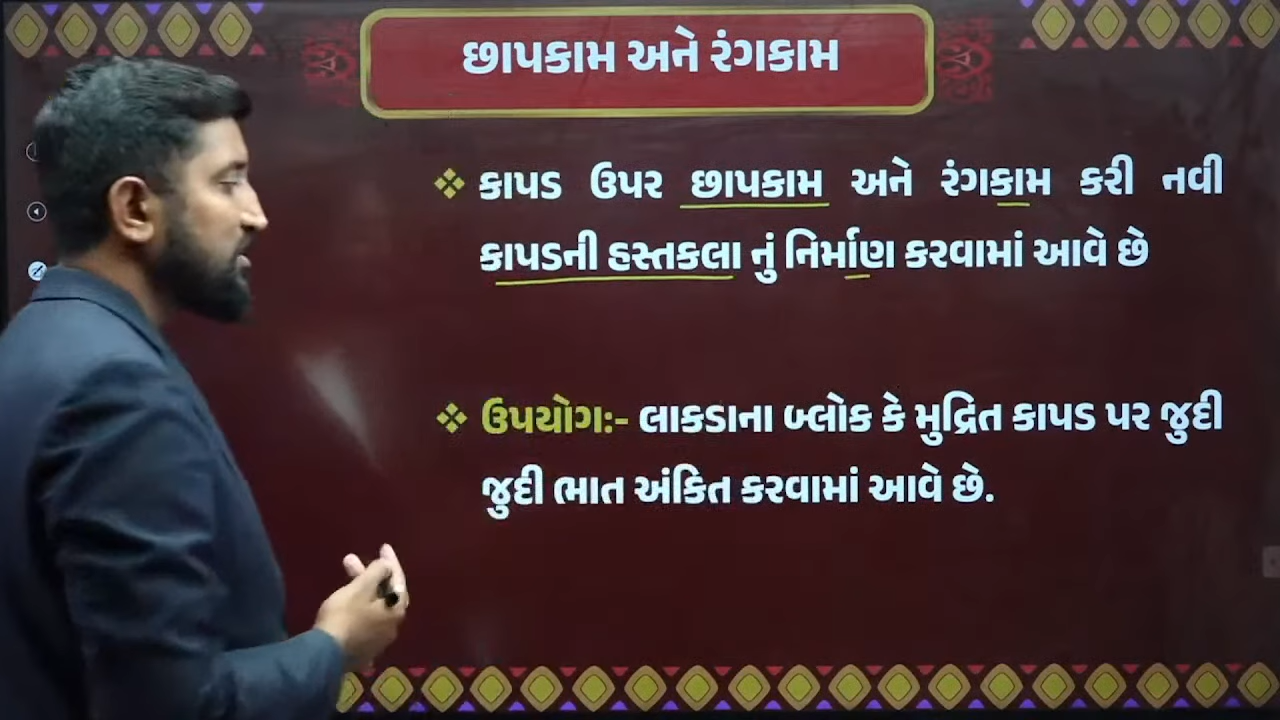 છાપકામ અને રંગકામ
❖ કાપડ ઉપર છાપકામ અને રંગકામ કરી નવી
કાપડની હસ્તકલા નું નિર્માણ કરવામાં આવે છે
❖ ઉપયોગ:- લાકડાના બ્લોક કે મુદ્રિત કાપડ પર જુદી
જુદી ભાત અંકિત કરવામાં આવે છે.